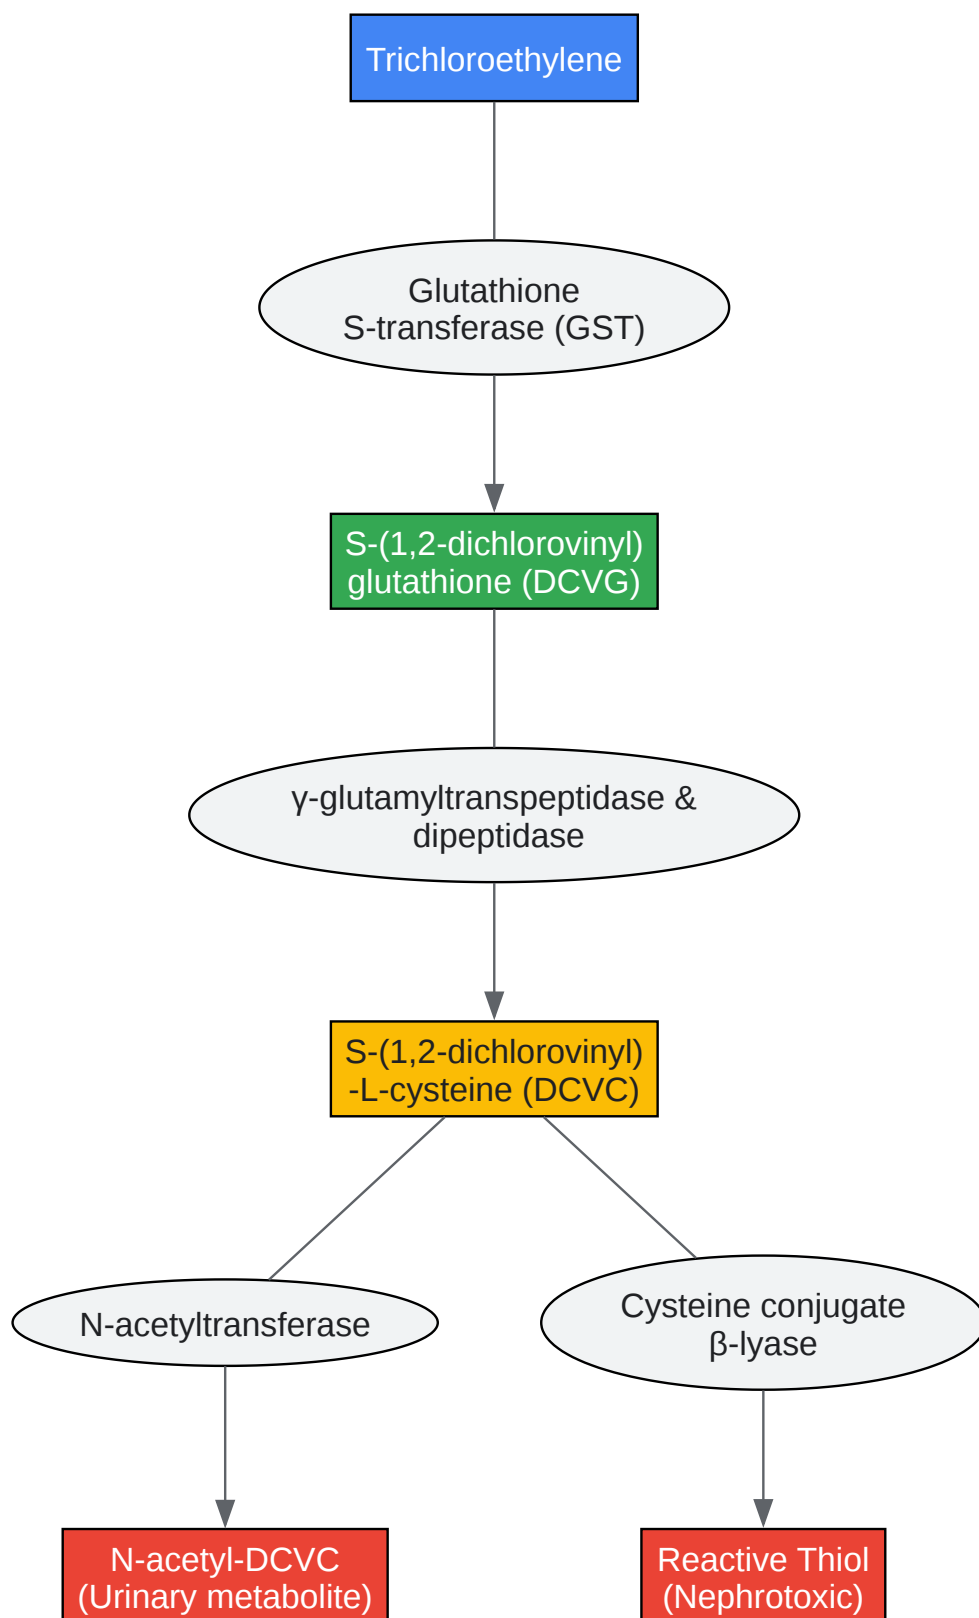 Trichloroethylene
Glutathione
S-transferase (GST)
S-(1,2-dichlorovinyl)
glutathione (DCVG)
γ-glutamyltranspeptidase &
dipeptidase
S-(1,2-dichlorovinyl)
-L-cysteine (DCVC)
N-acetyltransferase
Cysteine conjugate
β-lyase
N-acetyl-DCVC
(Urinary metabolite)
Reactive Thiol
(Nephrotoxic)